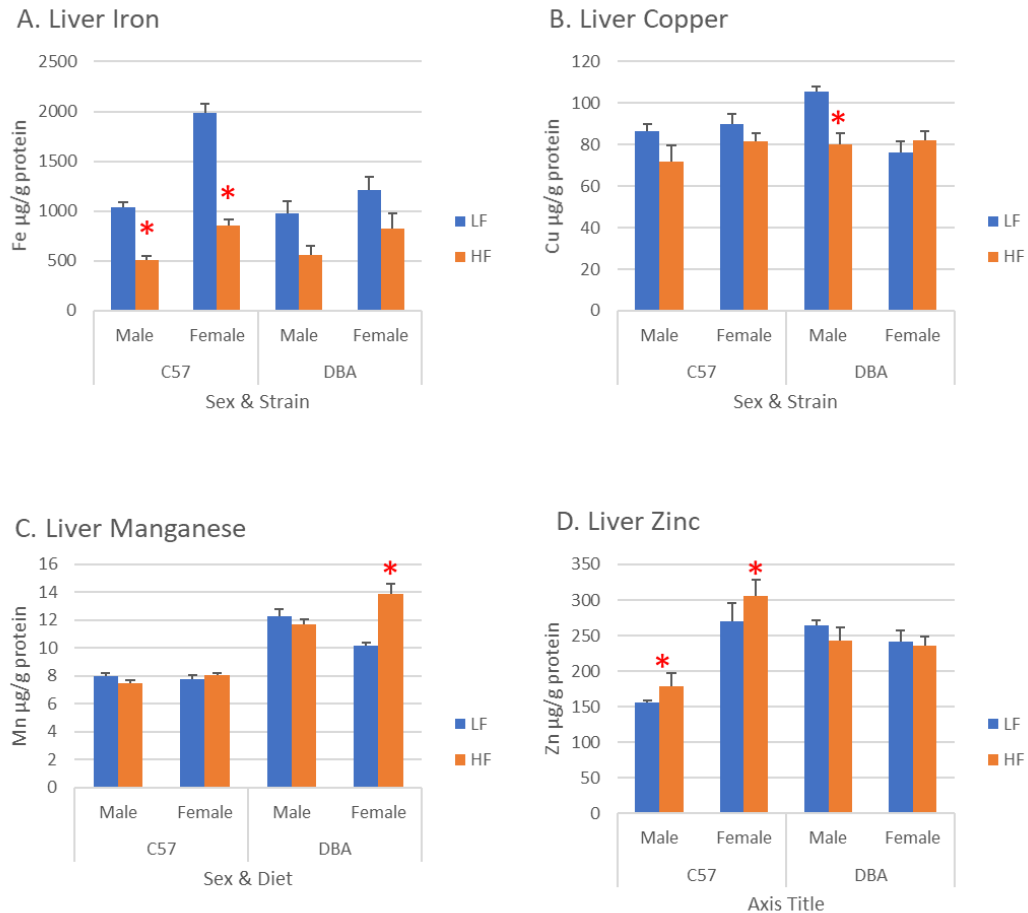 A. Liver Iron
2500
2000
1500
1000
500
0
Fe µg/g protein
*
*
Male Female Male Female
C57 DBA
Sex & Strain
LF
HF
B. Liver Copper
120
100
80
60
40
20
0
Cu µg/g protein
*
Male Female Male Female
C57 DBA
Sex & Strain
LF
HF
C. Liver Manganese
16
14
12
10
8
6
4
2
0
Mn µg/g protein
*
Male Female Male Female
C57 DBA
Sex & Diet
LF
HF
D. Liver Zinc
350
300
250
200
150
100
50
0
Zn µg/g protein
*
*
Male Female Male Female
C57 DBA
Axis Title
LF
HF